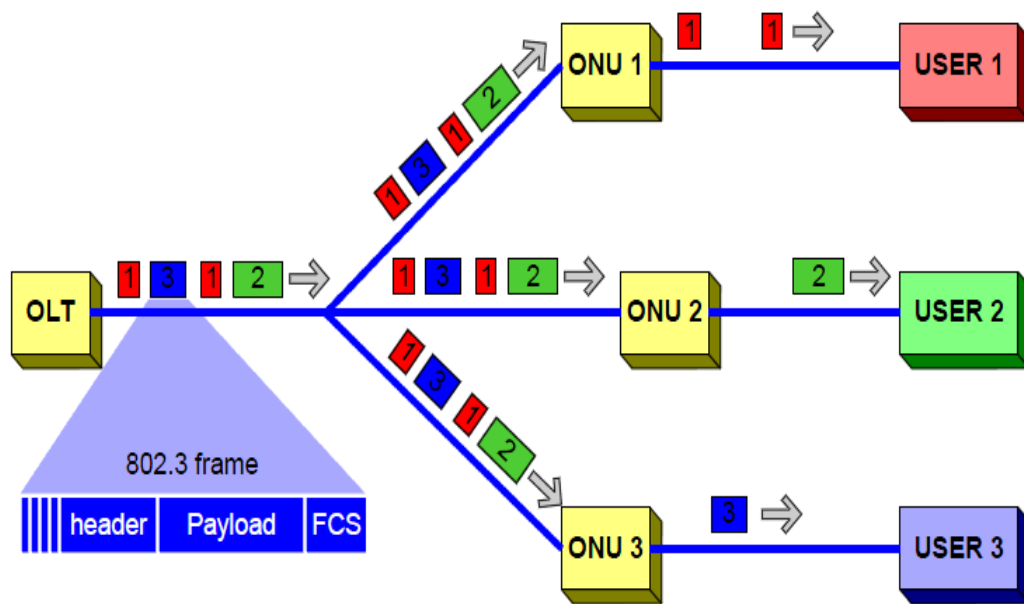 1 1
ONU 1
USER 1
1 3 1 2
1 3 1 2
OLT
1 3 1 2
ONU 2
2
USER 2
1 3 1 2
802.3 frame
header Payload FCS
ONU 3
3
USER 3